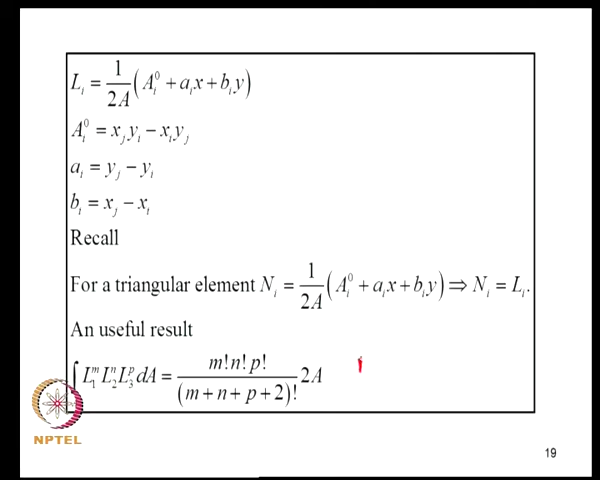 L_i = 1/2A (A_i^0 + a_i x + b_i y)
A_i^0 = x_j y_i − x_i y_j
a_i = y_j − y_i
b_i = x_j − x_i
Recall
For a triangular element N_i = 1/2A (A_i^0 + a_i x + b_i y) ⇒ N_i = L_i.
An useful result
∫ L_1^m L_2^n L_3^p dA = m! n! p! / (m + n + p + 2)! 2A
NPTEL
19